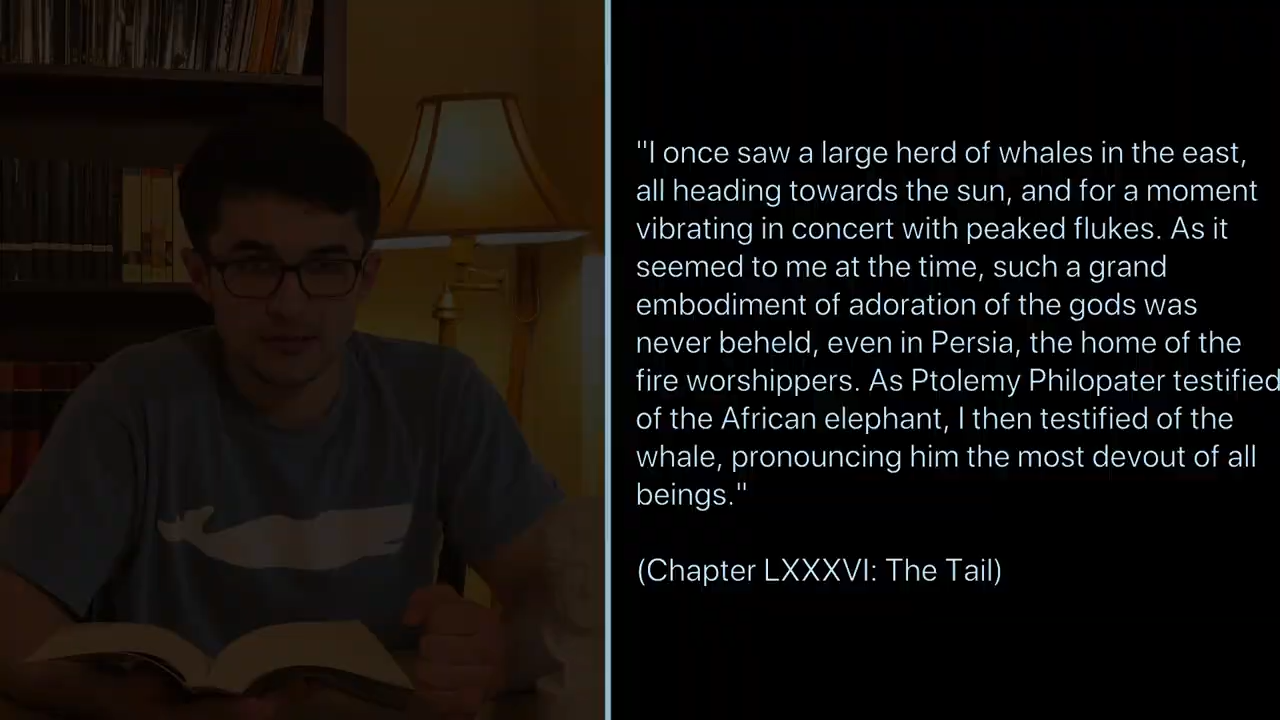 "I once saw a large herd of whales in the east,
all heading towards the sun, and for a moment
vibrating in concert with peaked flukes. As it
seemed to me at the time, such a grand
embodiment of adoration of the gods was
never beheld, even in Persia, the home of the
fire worshippers. As Ptolemy Philopater testified
of the African elephant, I then testified of the
whale, pronouncing him the most devout of all
beings."
(Chapter LXXXVI: The Tail)